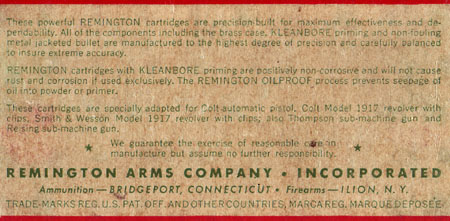 These powerful REMINGTON cartridges are precision-built for maximum effectiveness and de-
pendability. All of the components including the brass case, KLEANBORE priming and non-fouling
metal jacketed bullet are manufactured to the highest degree of precision and carefully balanced
to insure extreme accuracy.
REMINGTON cartridges with KLEANBORE priming are positively non-corrosive and will not cause
rust and corrosion if used exclusively. The REMINGTON OILPROOF process prevents seepage of
oil into powder or primer.
These cartridges are specially adapted for Colt automatic pistol, Colt Model 1917 revolver with
clips, Smith & Wesson Model 1917 revolver with clips; also Thompson sub-machine gun and
Reising sub-machine gun.
We guarantee the exercise of reasonable care in
manufacture but assume no further responsibility.
REMINGTON ARMS COMPANY • INCORPORATED
Ammunition—BRIDGEPORT, CONNECTICUT • Firearms—ILION, N. Y.
TRADE-MARKS REG. U.S. PAT. OFF. AND OTHER COUNTRIES, MARCA REG. MARQUE DEPOSEE